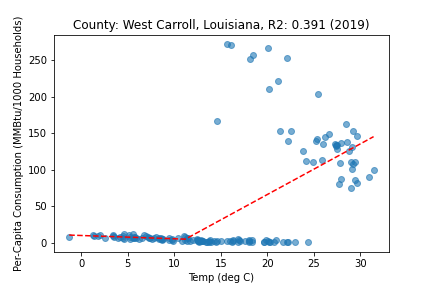 County: West Carroll, Louisiana, R2: 0.391 (2019)
Per-Capita Consumption (MMBtu/1000 Households)
250
200
150
100
50
0
0 5 10 15 20 25 30
Temp (deg C)